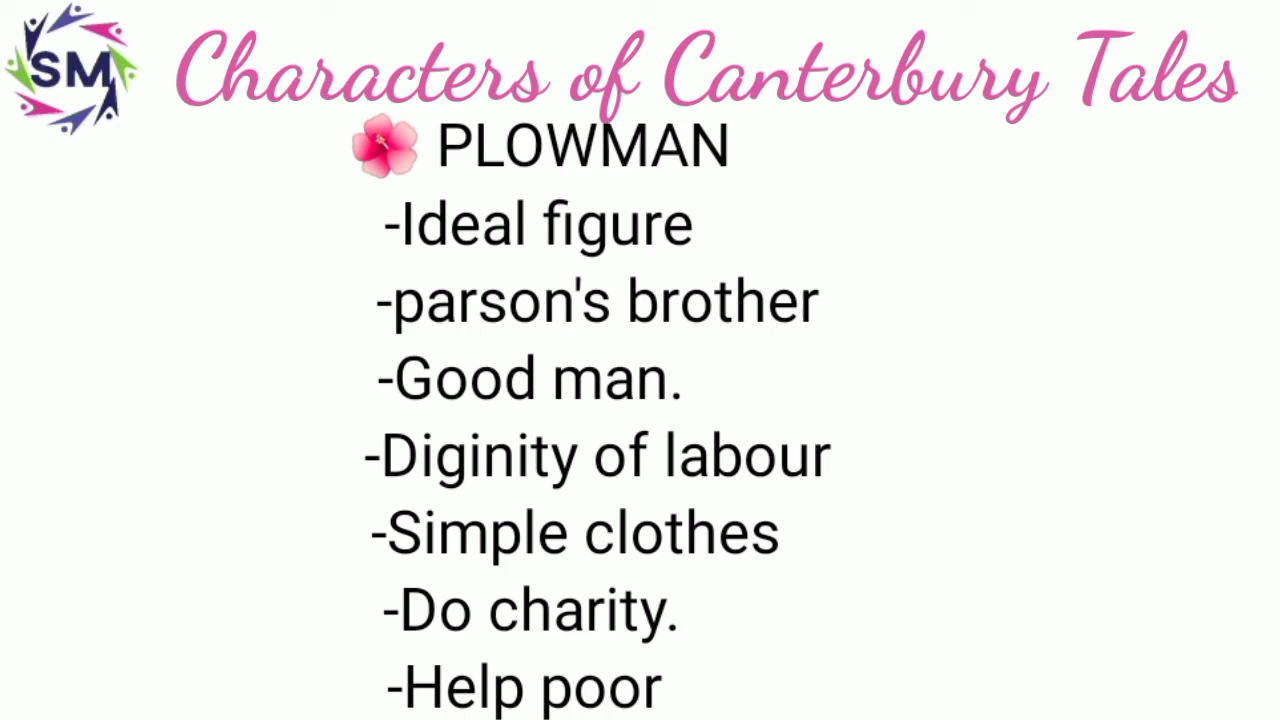 SM
Characters of Canterbury Tales
🌺 PLOWMAN
-Ideal figure
-parson's brother
-Good man.
-Diginity of labour
-Simple clothes
-Do charity.
-Help poor